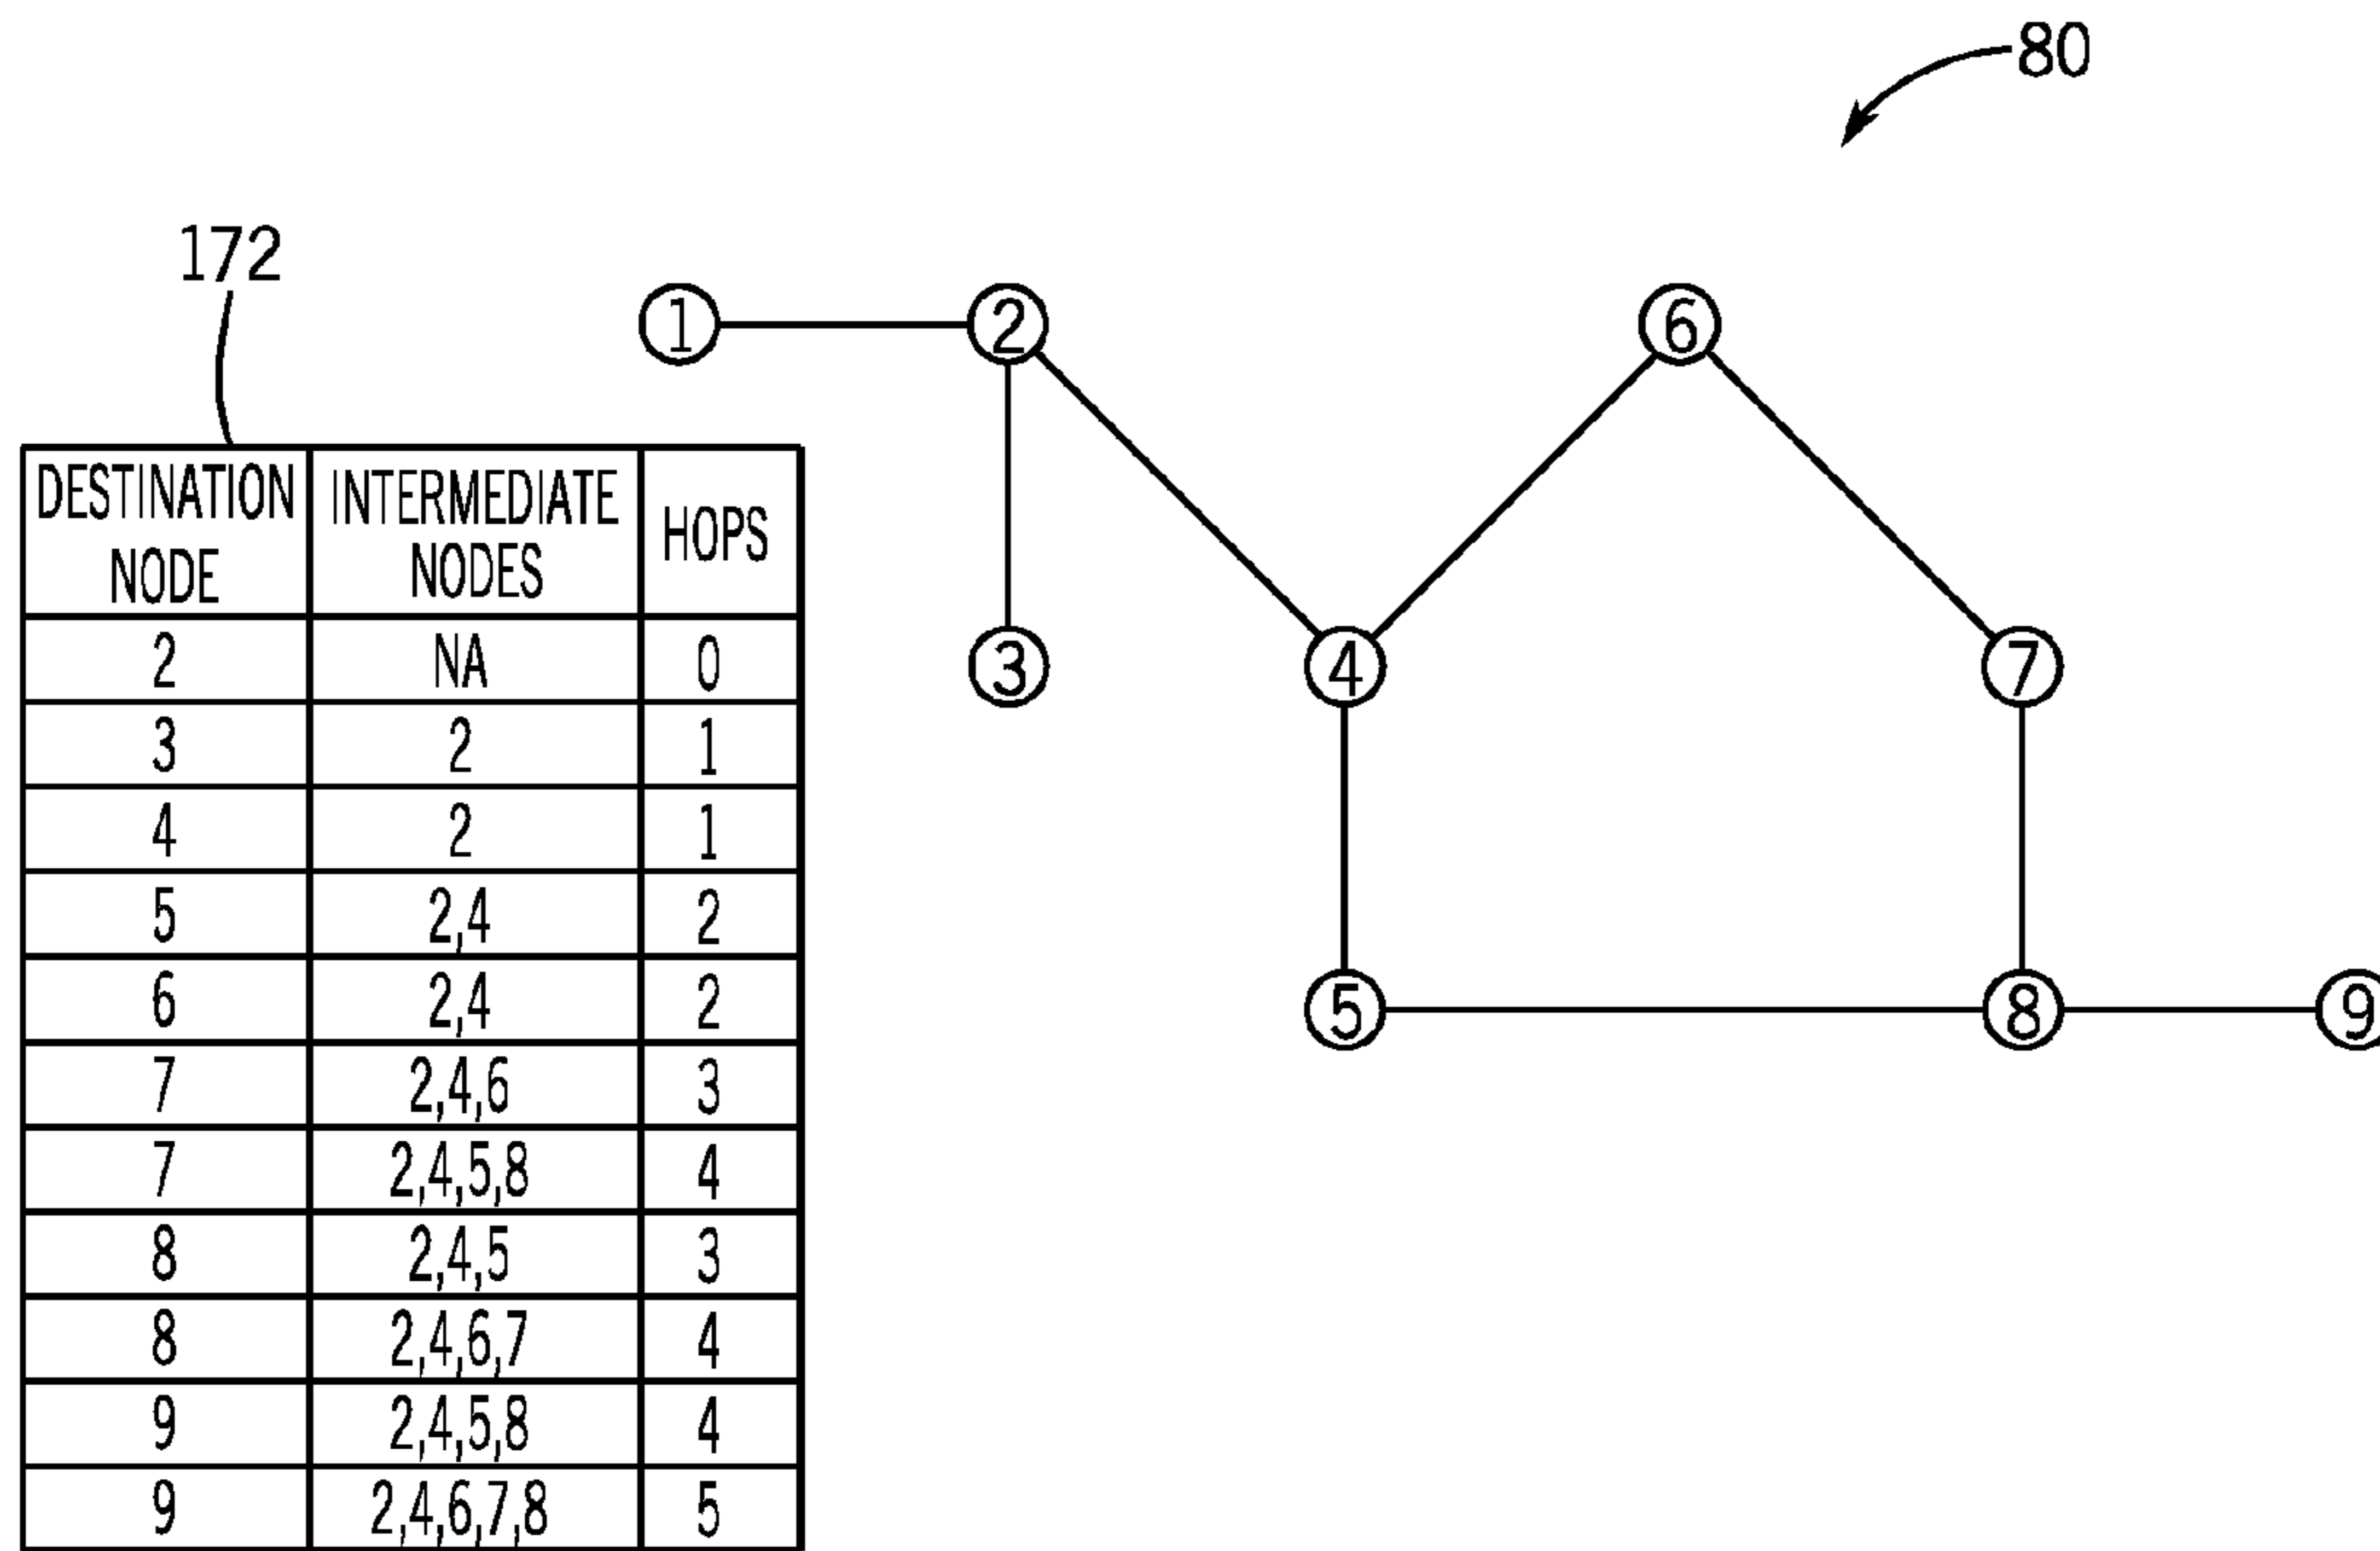 80
172
1
2
6
3
4
7
5
8
9
DESTINATION NODE INTERMEDIATE NODES HOPS
2 NA 0
3 2 1
4 2 1
5 2,4 2
6 2,4 2
7 2,4,6 3
7 2,4,5,8 4
8 2,4,5 3
8 2,4,6,7 4
9 2,4,5,8 4
9 2,4,6,7,8 5